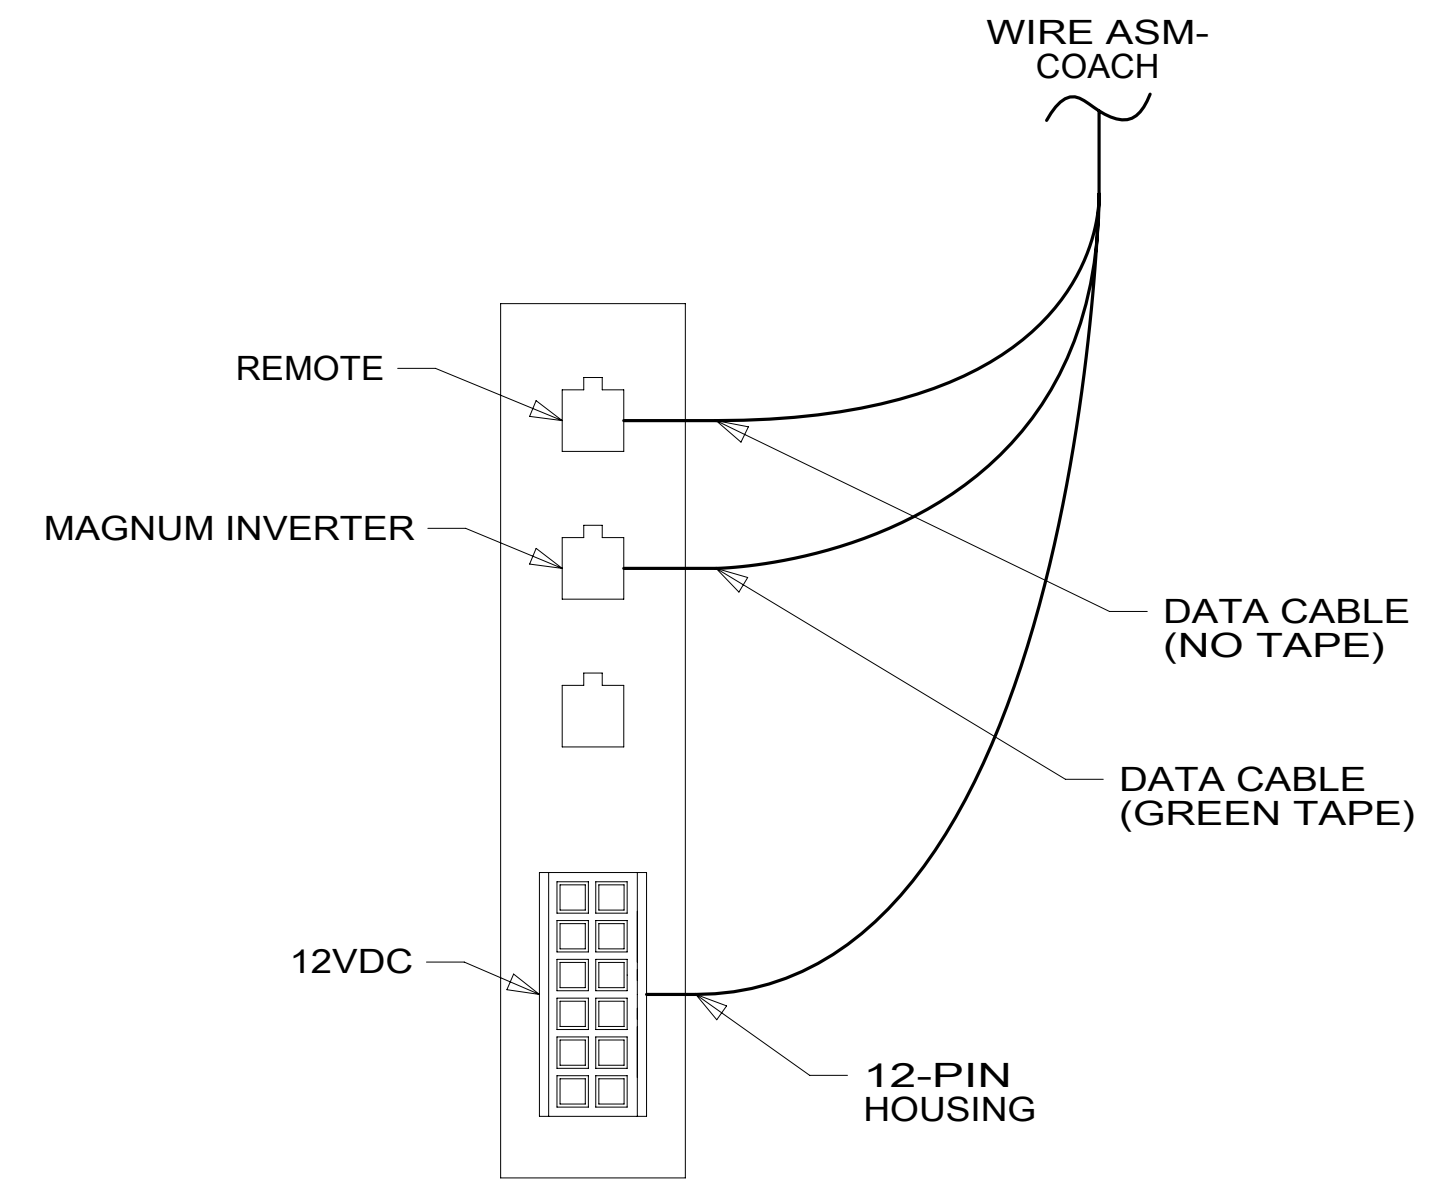 WIRE ASM-
COACH
REMOTE
MAGNUM INVERTER
DATA CABLE
(NO TAPE)
DATA CABLE
(GREEN TAPE)
12VDC
12-PIN
HOUSING